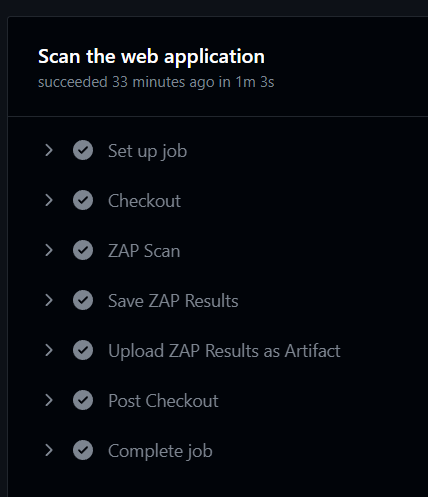 Scan the web application
succeeded 33 minutes ago in 1m 3s
Set up job
Checkout
ZAP Scan
Save ZAP Results
Upload ZAP Results as Artifact
Post Checkout
Complete job